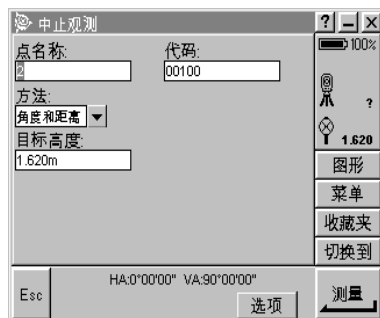 中止观测
? – x
点名称:
代码:
2
00100
方法:
角度和距离
目标高度:
1.620m
100%
?
1.620
图形
菜单
收藏夹
切换到
Esc
HA:0°00'00" VA:90°00'00"
选项
测量